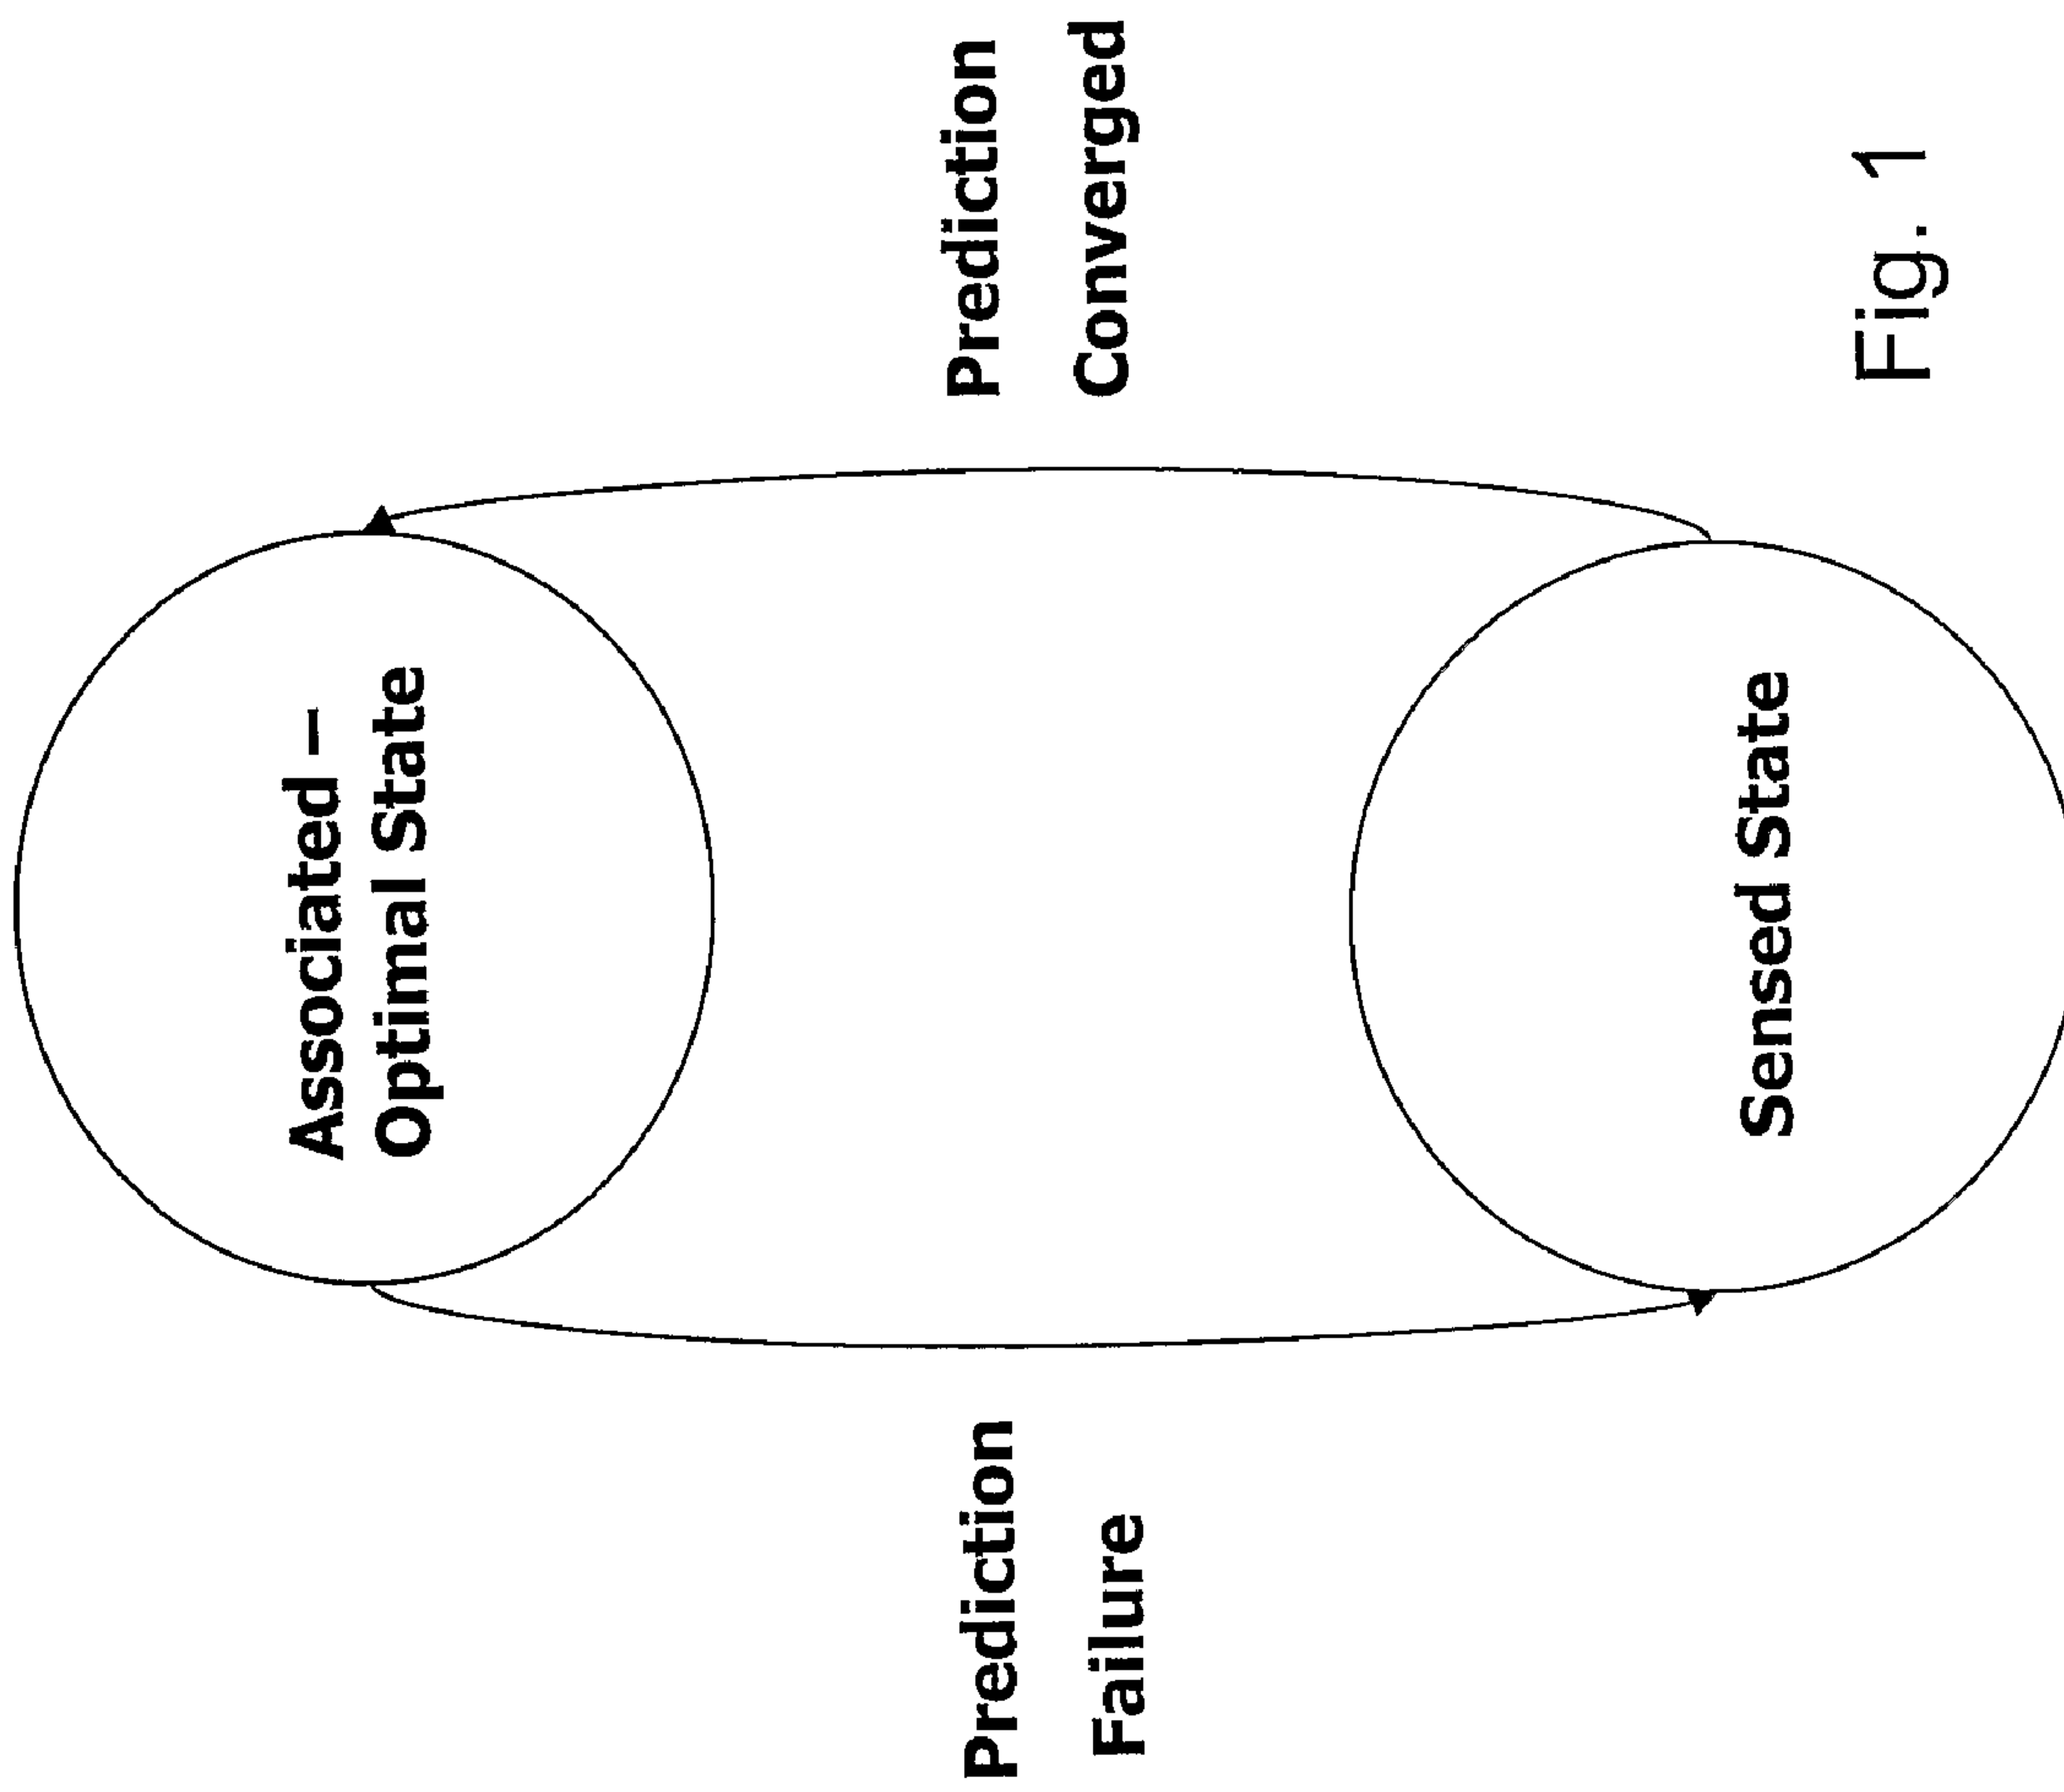 Associated –
Optimal State
Prediction
Converged
Prediction
Failure
Sensed State
Fig. 1